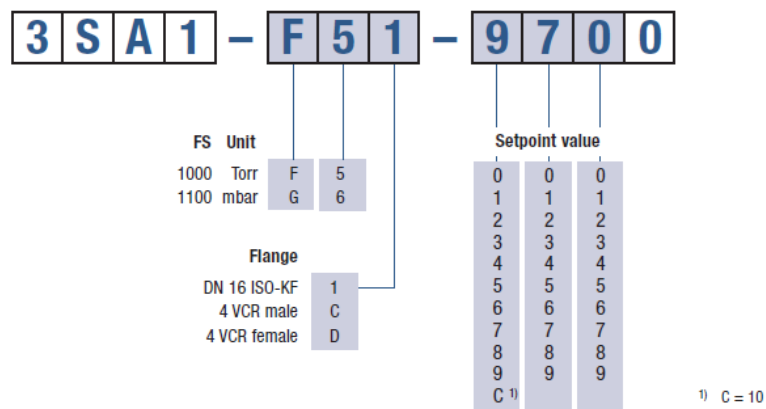 3SA1 – F51 – 9700
FS Unit
Setpoint value
1000 Torr F 5
1100 mbar G 6
0 0 0
1 1 1
2 2 2
3 3 3
4 4 4
5 5 5
6 6 6
7 7 7
8 8 8
9 9 9
C 1)
Flange
DN 16 ISO-KF 1
4 VCR male C
4 VCR female D
1) C = 10